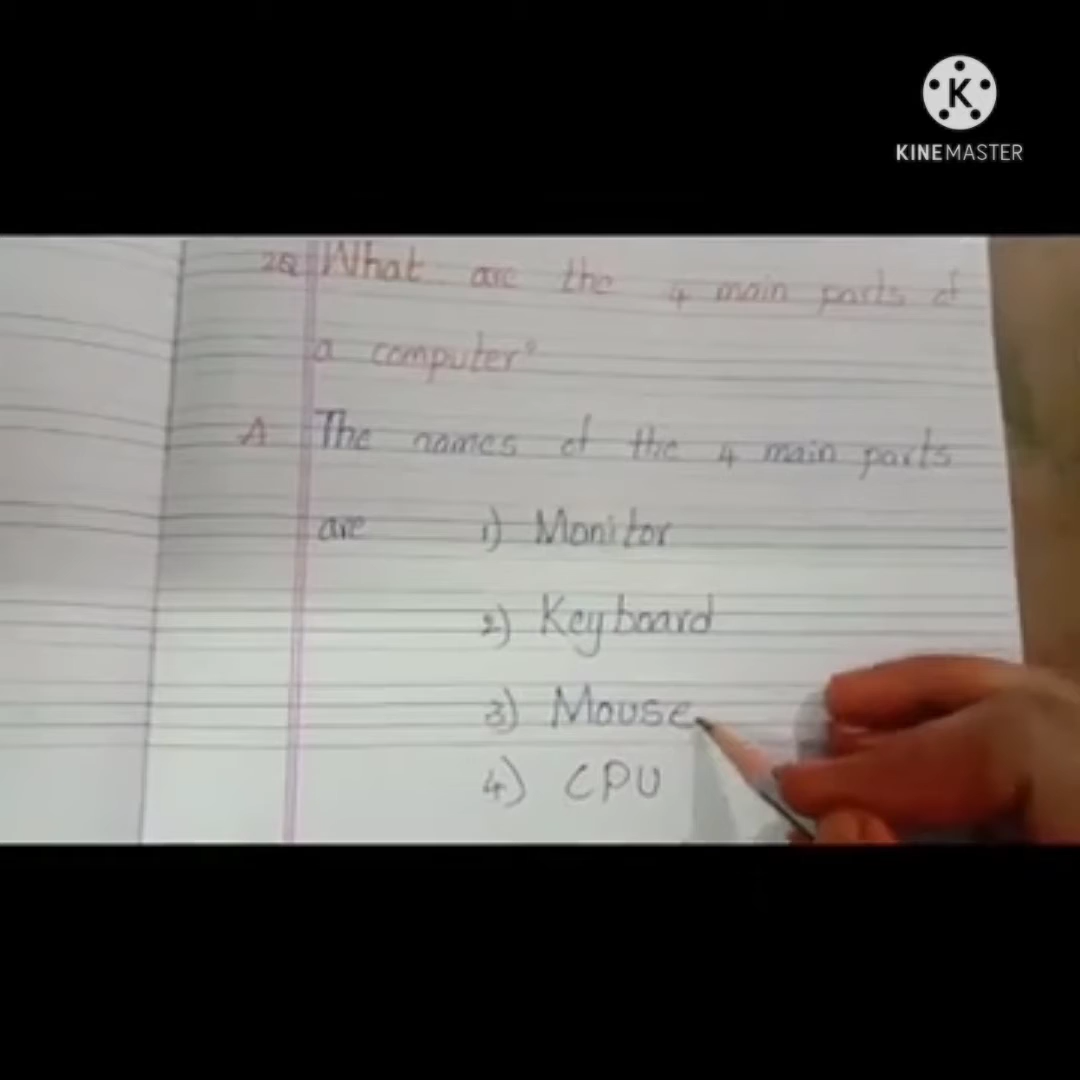 K
KINEMASTER
2Q What are the 4 main parts of
a computer?
A The names of the 4 main parts
are 1) Monitor
2) Keyboard
3) Mouse
4) CPU